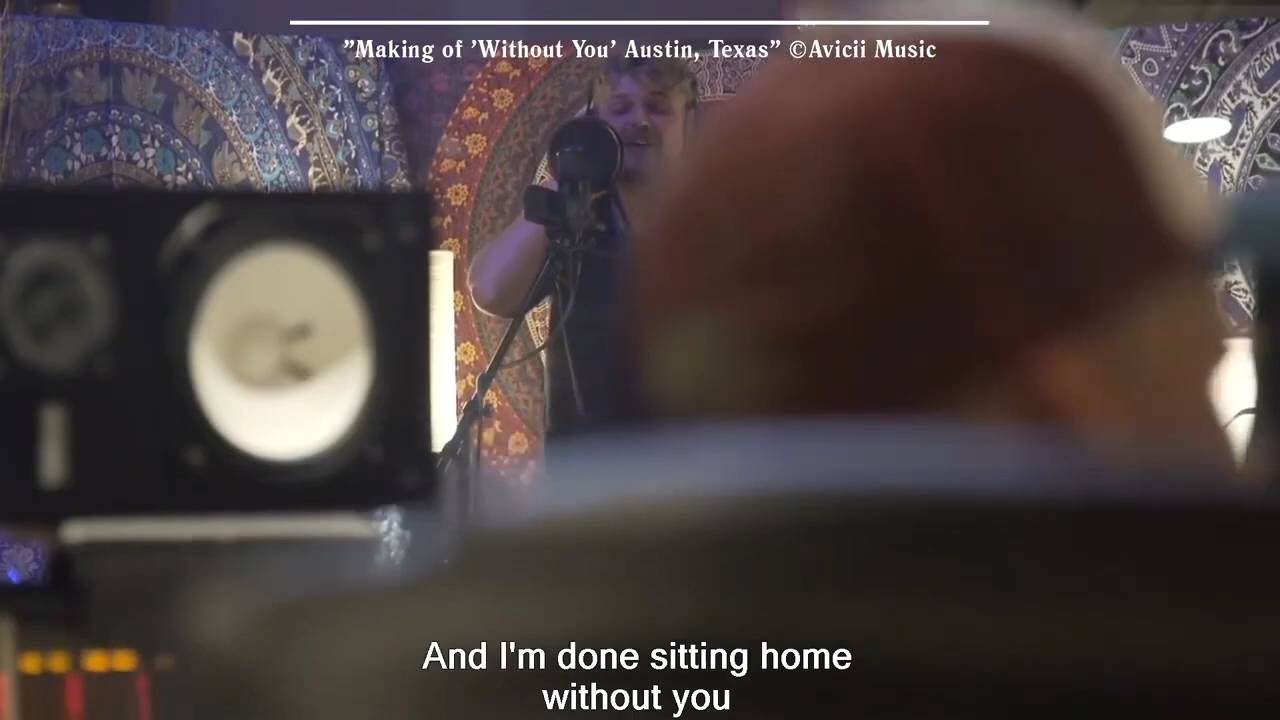 ”Making of ’Without You’ Austin, Texas” ©Avicii Music
And I'm done sitting home
without you